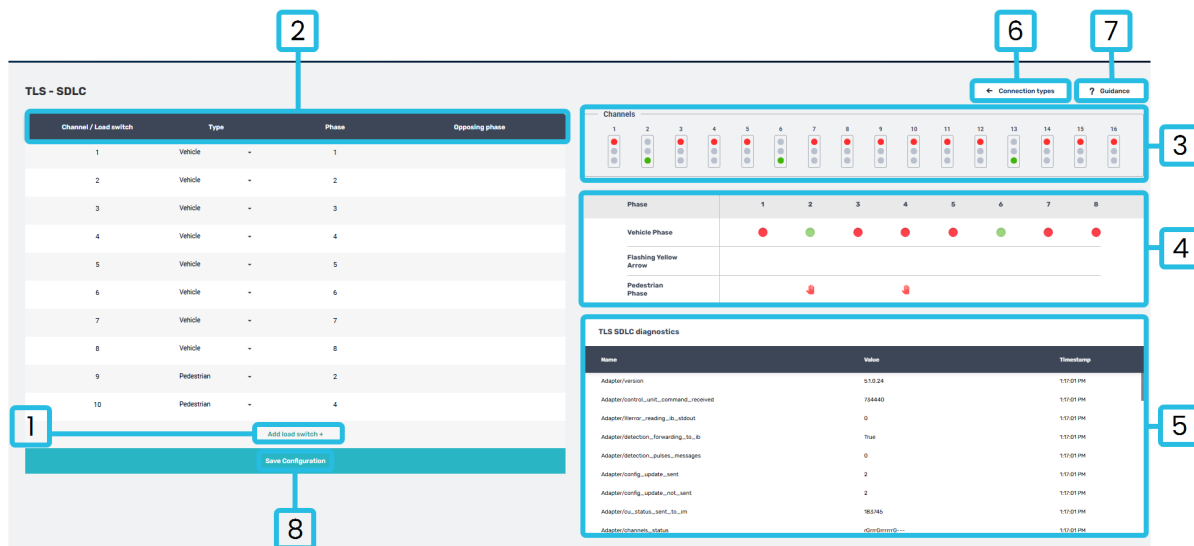 2
6
7
TLS - SDLC
← Connection types
? Guidance
Channel / Load switch Type Phase Opposing phase
1 Vehicle 1
2 Vehicle 2
3 Vehicle 3
4 Vehicle 4
5 Vehicle 5
6 Vehicle 6
7 Vehicle 7
8 Vehicle 8
9 Pedestrian 2
10 Pedestrian 4
1
Add load switch +
Save Configuration
8
Channels
1 2 3 4 5 6 7 8 9 10 11 12 13 14 15 16
3
Phase 1 2 3 4 5 6 7 8
Vehicle Phase
Flashing Yellow
Arrow
Pedestrian
Phase
4
TLS SDLC diagnostics
Name Value Timestamp
Adapter/version 5.1.0.24 1:17:01 PM
Adapter/control_unit_command_received 734440 1:17:01 PM
Adapter/#error_reading_ib_stdout 0 1:17:01 PM
Adapter/detection_forwarding_to_ib True 1:17:01 PM
Adapter/detection_pulses_messages 0 1:17:01 PM
Adapter/config_update_sent 2 1:17:01 PM
Adapter/config_update_not_sent 2 1:17:01 PM
Adapter/cu_status_sent_to_im 183745 1:17:01 PM
Adapter/channels_status 1:17:01 PM
5